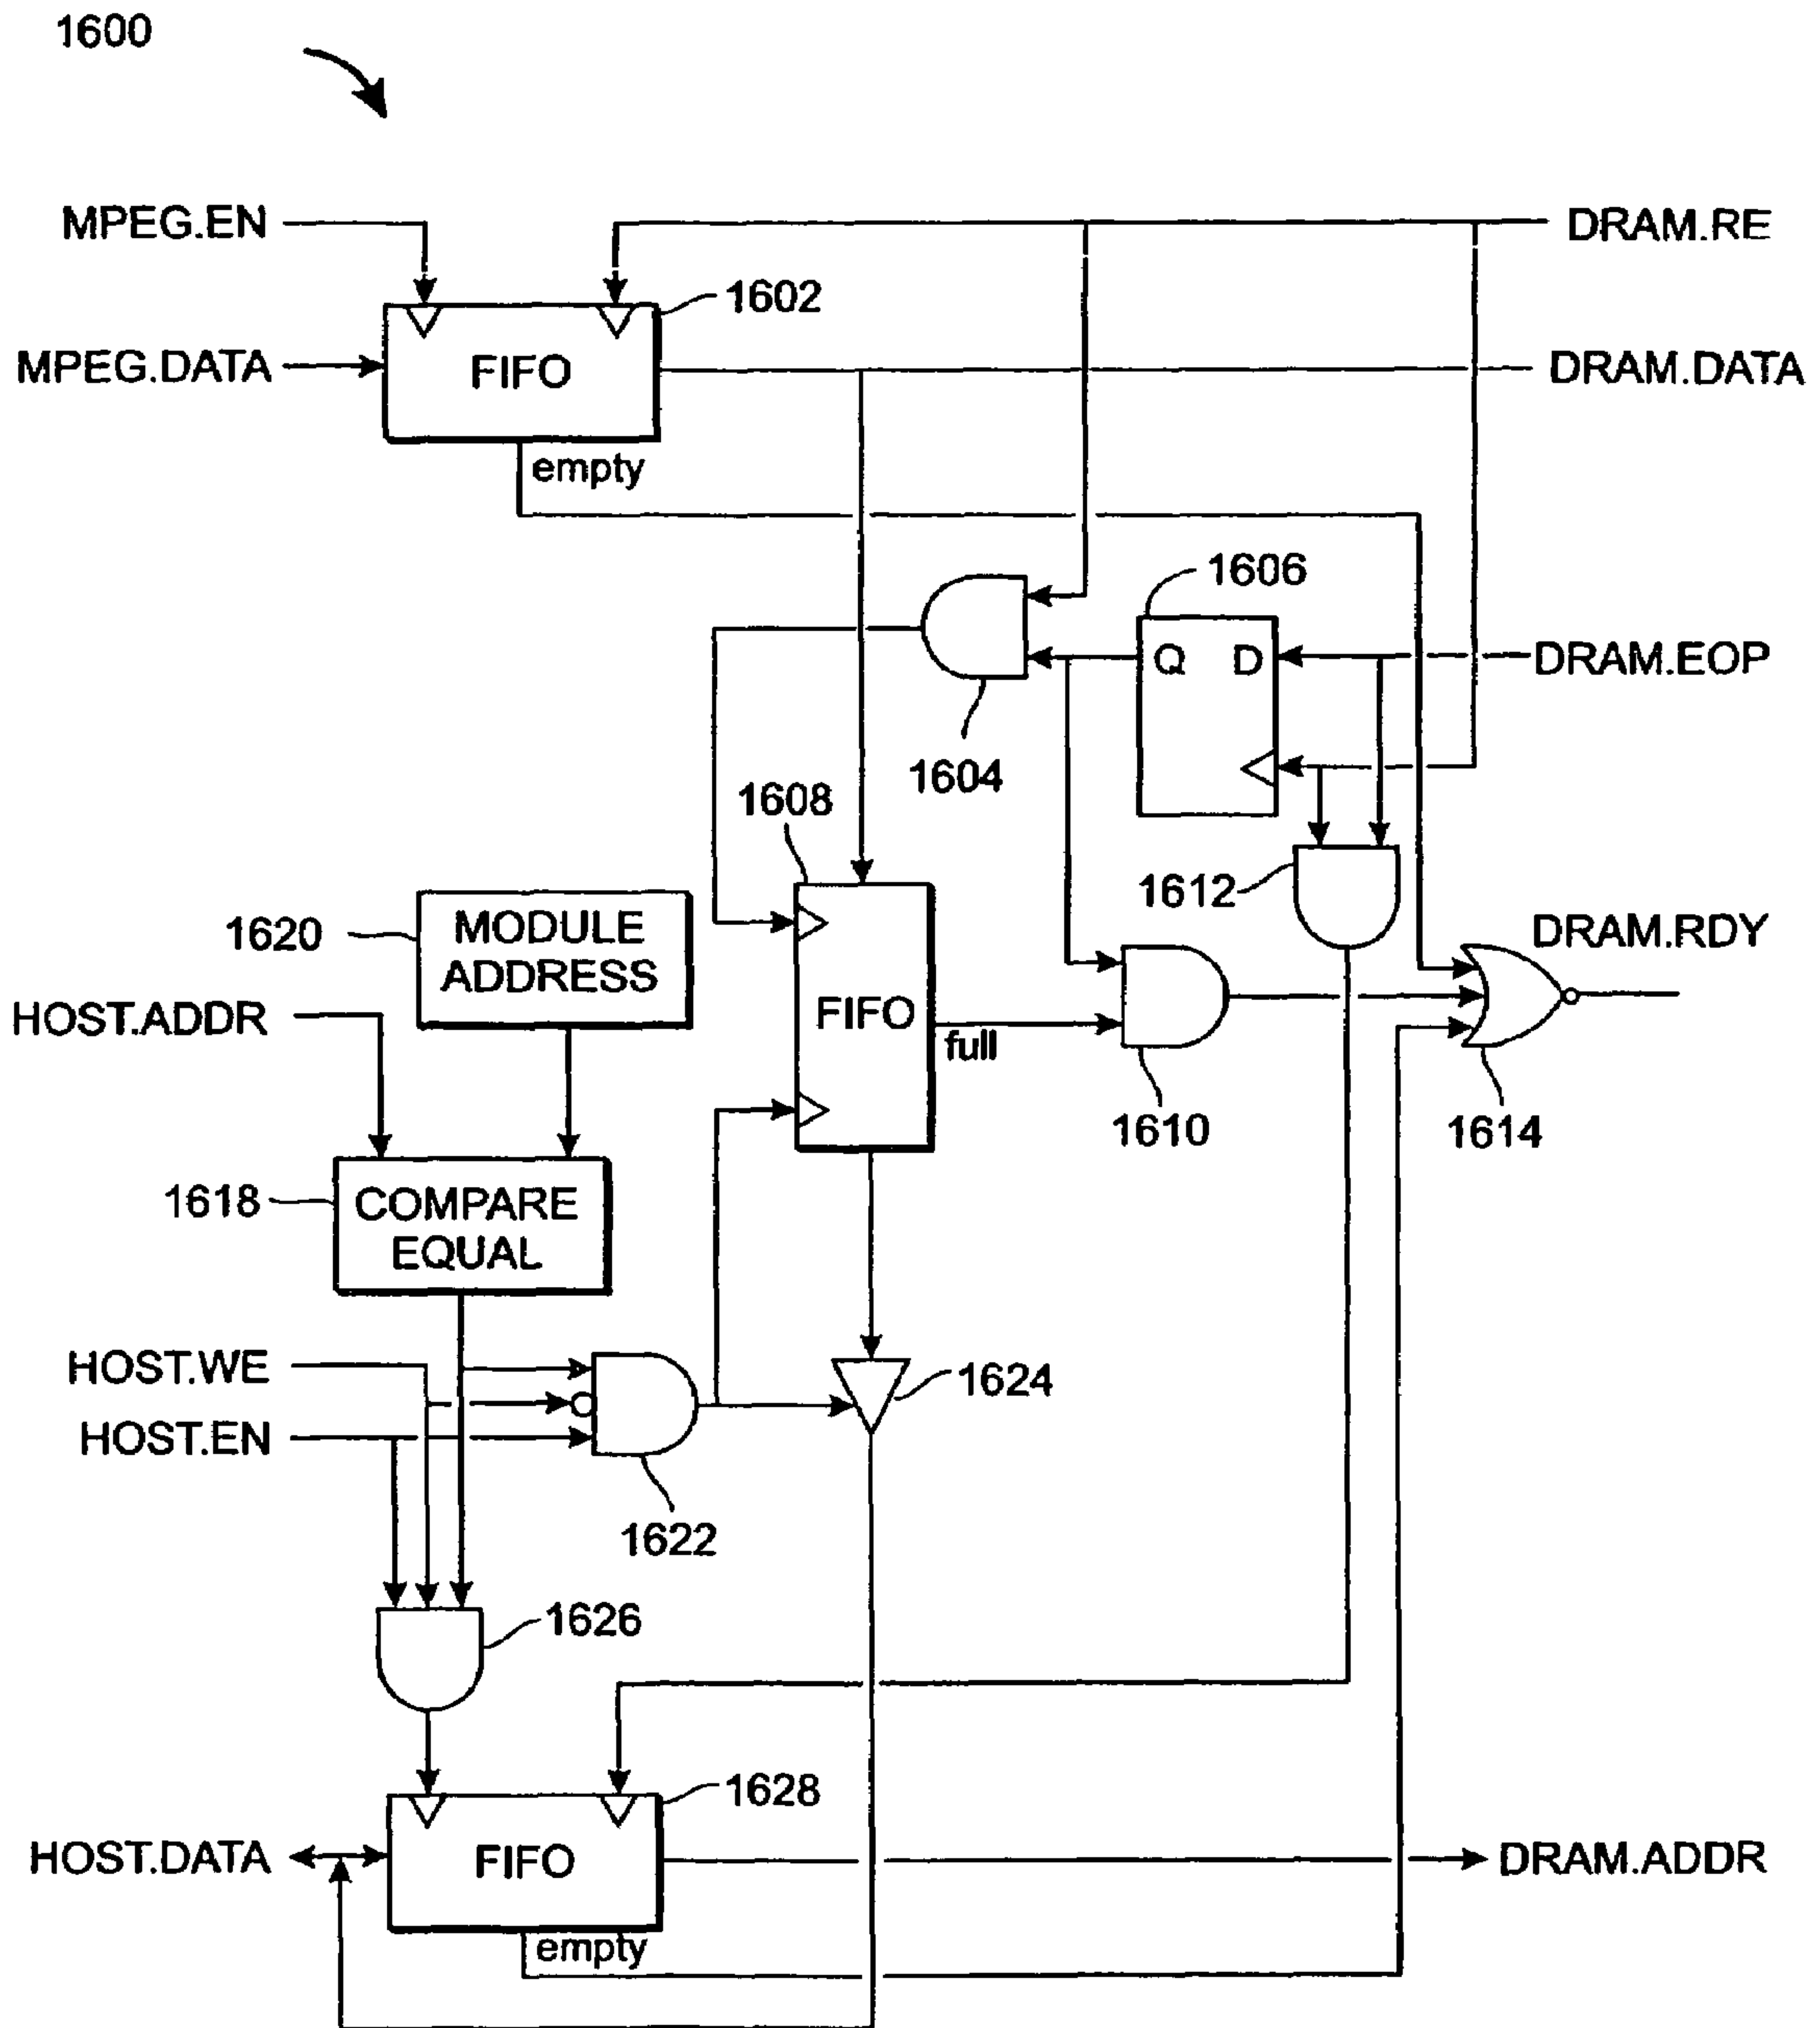 1600
MPEG.EN
DRAM.RE
1602
MPEG.DATA
FIFO
DRAM.DATA
empty
1606
Q D
DRAM.EOP
1604
1608
1612
1620
MODULE
ADDRESS
DRAM.RDY
HOST.ADDR
FIFO
full
1610
1614
1618
COMPARE
EQUAL
HOST.WE
1624
HOST.EN
1622
1626
1628
HOST.DATA
FIFO
DRAM.ADDR
empty